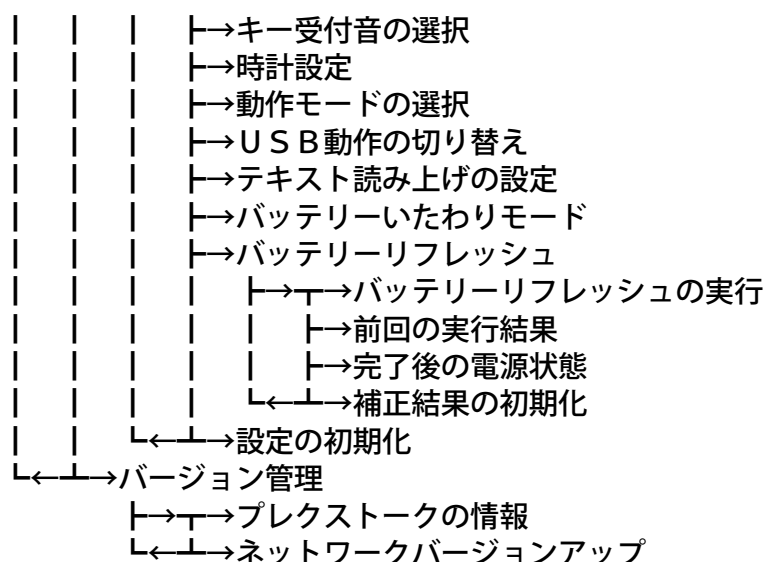 ┃ ┃ ┃ ┣→キー受付音の選択
┃ ┃ ┃ ┣→時計設定
┃ ┃ ┃ ┣→動作モードの選択
┃ ┃ ┃ ┣→ＵＳＢ動作の切り替え
┃ ┃ ┃ ┣→テキスト読み上げの設定
┃ ┃ ┃ ┣→バッテリーいたわりモード
┃ ┃ ┃ ┣→バッテリーリフレッシュ
┃ ┃ ┃ ┃ ┣→┳→バッテリーリフレッシュの実行
┃ ┃ ┃ ┃ ┃ ┣→前回の実行結果
┃ ┃ ┃ ┃ ┃ ┣→完了後の電源状態
┃ ┃ ┃ ┃ ┗←┻→補正結果の初期化
┃ ┃ ┗←┻→設定の初期化
┗←┻→バージョン管理
┣→┳→プレクストークの情報
┗←┻→ネットワークバージョンアップ